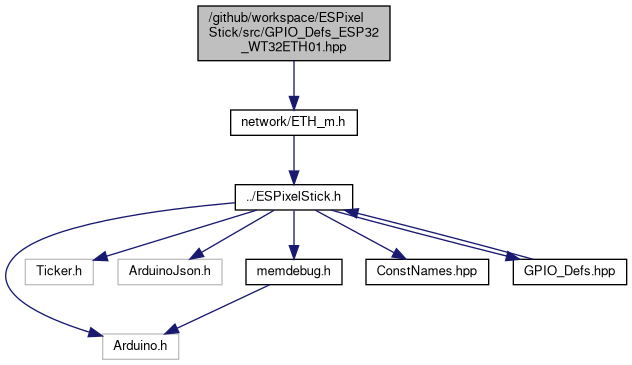 /github/workspace/ESPixel
Stick/src/GPIO_Defs_ESP32
_WT32ETH01.hpp
network/ETH_m.h
../ESPixelStick.h
Ticker.h
ArduinoJson.h
memdebug.h
ConstNames.hpp
GPIO_Defs.hpp
Arduino.h